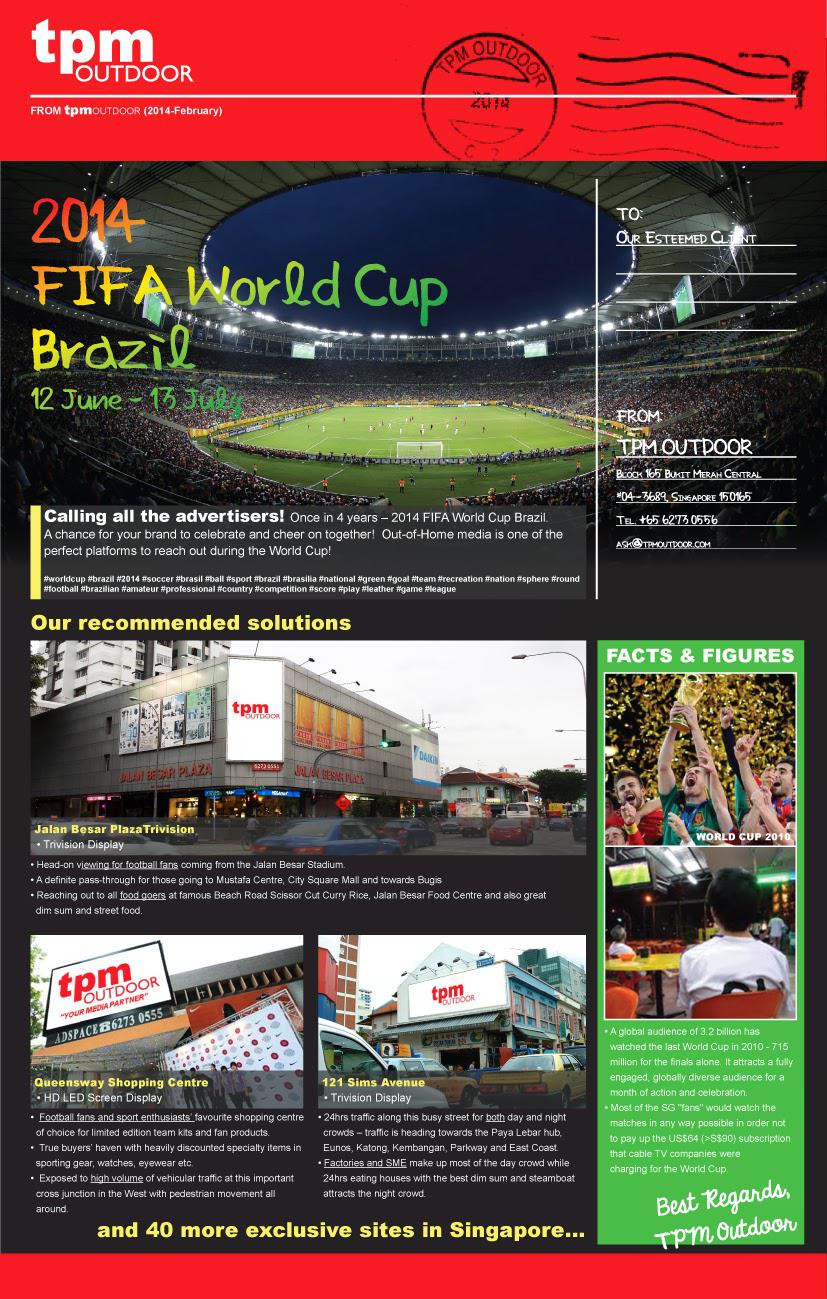 tpm
OUTDOOR
FROM tpmOUTDOOR (2014-February)
TPM OUTDOOR
2014
2014
FIFA World Cup
Brazil
12 June - 13 July
TO:
Our Esteemed Client
FROM:
TPM OUTDOOR
Block 165 Bukit Merah Central
#04-3689, Singapore 150165
Tel. +65 6273 0556
ask@tpmoutdoor.com
Calling all the advertisers! Once in 4 years – 2014 FIFA World Cup Brazil.
A chance for your brand to celebrate and cheer on together! Out-of-Home media is one of the
perfect platforms to reach out during the World Cup!
#worldcup #brazil #2014 #soccer #brasil #ball #sport #brazil #brasilia #national #green #goal #team #recreation #nation #sphere #round
#football #brazilian #amateur #professional #country #competition #score #play #leather #game #league
Our recommended solutions
tpm
OUTDOOR
6273 0555
JALAN BESAR PLAZA
JALAN BESAR PLAZA
DAIKIN
Jalan Besar PlazaTrivision
• Trivision Display
• Head-on viewing for football fans coming from the Jalan Besar Stadium.
• A definite pass-through for those going to Mustafa Centre, City Square Mall and towards Bugis
• Reaching out to all food goers at famous Beach Road Scissor Cut Curry Rice, Jalan Besar Food Centre and also great
dim sum and street food.
tpm
OUTDOOR
"YOUR MEDIA PARTNER"
ADSPACE 6273 0555
Queensway Shopping Centre
• HD LED Screen Display
• Football fans and sport enthusiasts' favourite shopping centre
of choice for limited edition team kits and fan products.
• True buyers' haven with heavily discounted specialty items in
sporting gear, watches, eyewear etc.
• Exposed to high volume of vehicular traffic at this important
cross junction in the West with pedestrian movement all
around.
tpm
OUTDOOR
121 Sims Avenue
• Trivision Display
• 24hrs traffic along this busy street for both day and night
crowds – traffic is heading towards the Paya Lebar hub,
Eunos, Katong, Kembangan, Parkway and East Coast.
• Factories and SME make up most of the day crowd while
24hrs eating houses with the best dim sum and steamboat
attracts the night crowd.
and 40 more exclusive sites in Singapore...
FACTS & FIGURES
WORLD CUP 2010
• A global audience of 3.2 billion has
watched the last World Cup in 2010 - 715
million for the finals alone. It attracts a fully
engaged, globally diverse audience for a
month of action and celebration.
• Most of the SG "fans" would watch the
matches in any way possible in order not
to pay up the US$64 (>S$90) subscription
that cable TV companies were
charging for the World Cup.
Best Regards,
TPM Outdoor